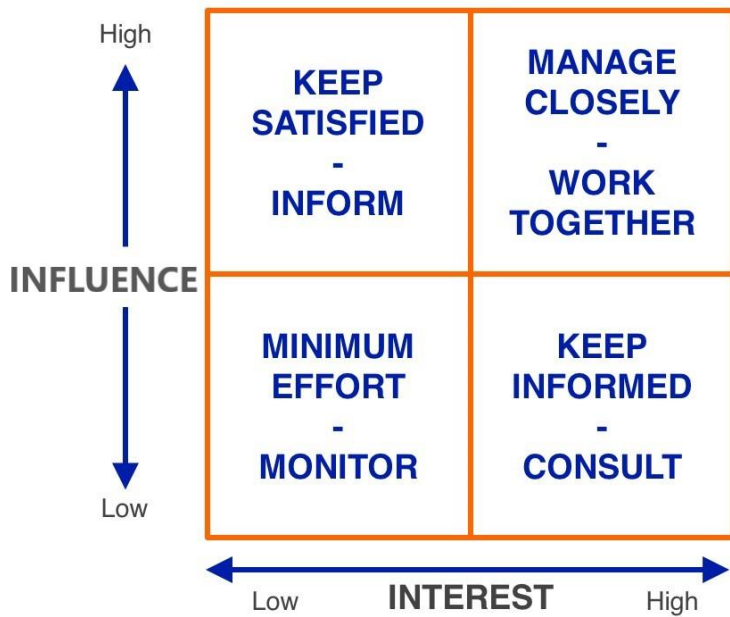 High
KEEP
SATISFIED
-
INFORM
MANAGE
CLOSELY
-
WORK
TOGETHER
INFLUENCE
MINIMUM
EFFORT
-
MONITOR
KEEP
INFORMED
-
CONSULT
Low
Low
INTEREST
High